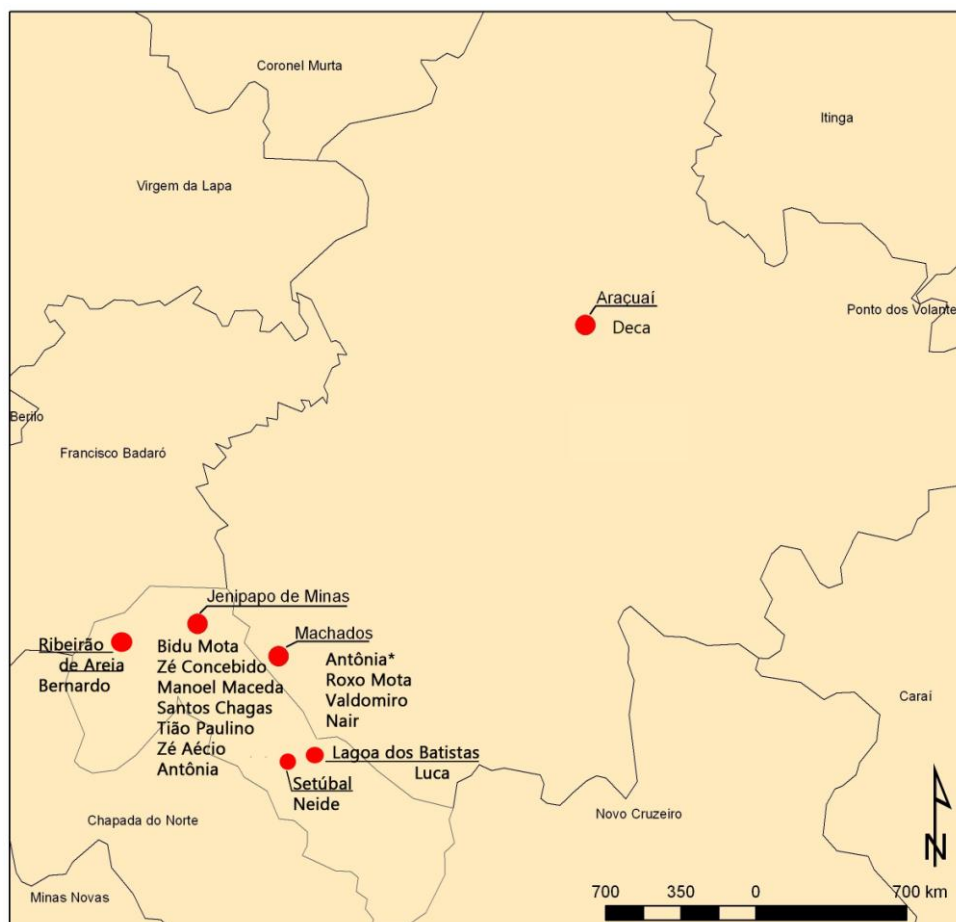 Coronel Murta
Itinga
Virgem da Lapa
Araçuaí
Deca
Ponto dos Volante
Berilo
Francisco Badaró
Jenipapo de Minas
Bidu Mota
Zé Concebido
Manoel Maceda
Santos Chagas
Tião Paulino
Zé Aécio
Antônia
Ribeirão
de Areia
Bernardo
Machados
Antônia*
Roxo Mota
Valdomiro
Nair
Caraí
Lagoa dos Batistas
Luca
Setúbal
Neide
Chapada do Norte
Novo Cruzeiro
Minas Novas
N
700 350 0 700 km